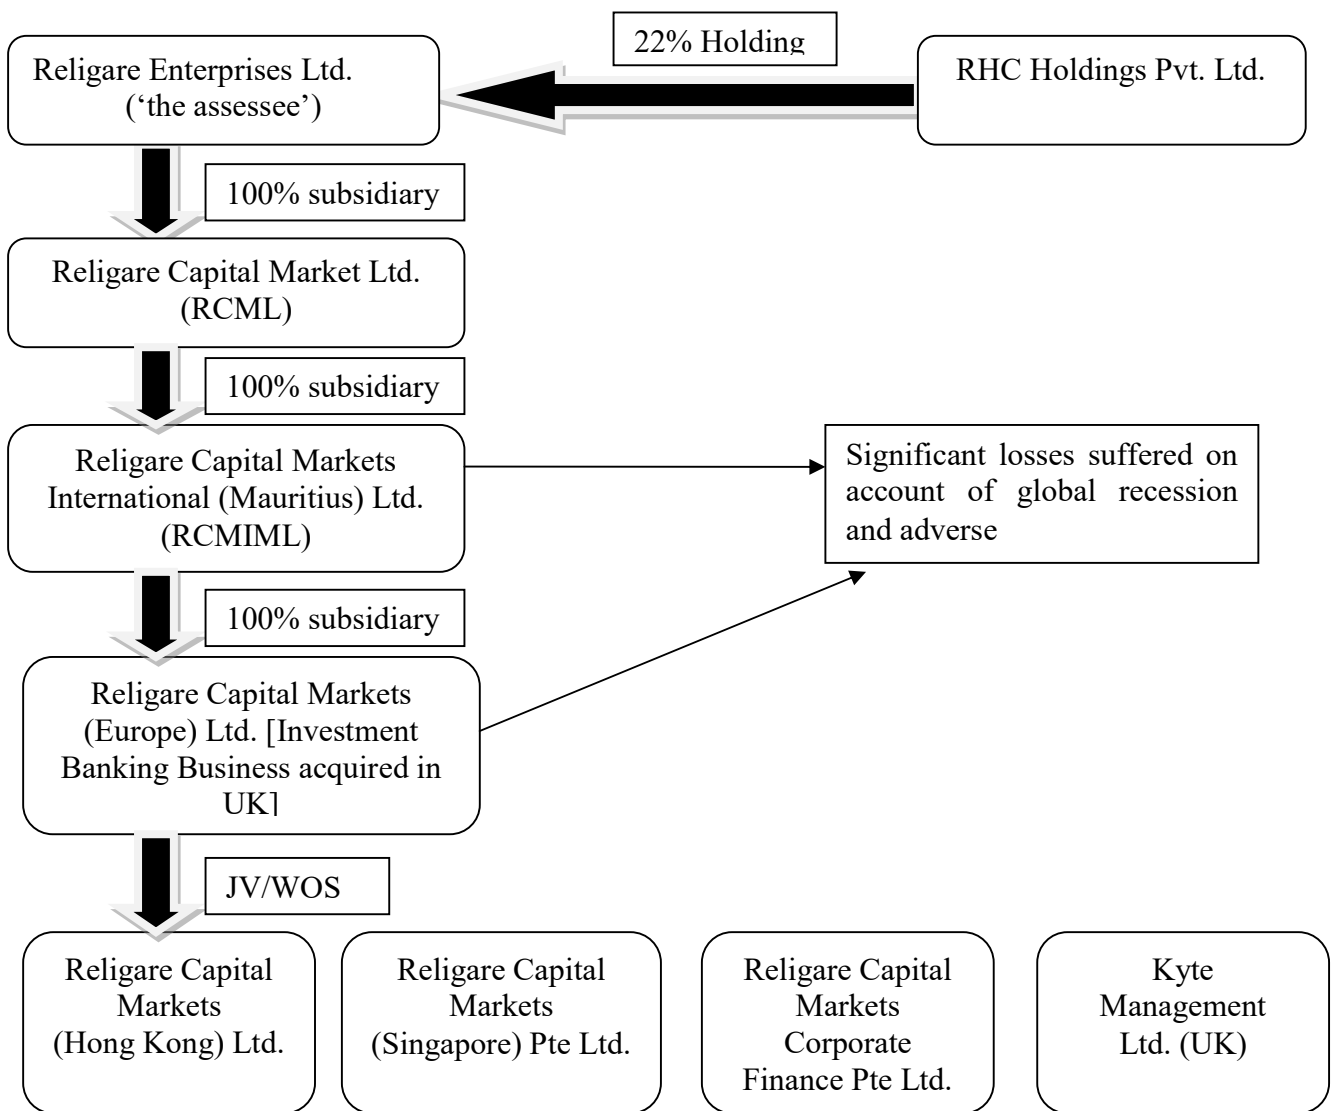 22% Holding
Religare Enterprises Ltd.
(‘the assessee’)
RHC Holdings Pvt. Ltd.
100% subsidiary
Religare Capital Market Ltd.
(RCML)
100% subsidiary
Religare Capital Markets
International (Mauritius) Ltd.
(RCMIML)
Significant losses suffered on
account of global recession
and adverse
100% subsidiary
Religare Capital Markets
(Europe) Ltd. [Investment
Banking Business acquired in
UK]
JV/WOS
Religare Capital
Markets
(Hong Kong) Ltd.
Religare Capital
Markets
(Singapore) Pte Ltd.
Religare Capital
Markets
Corporate
Finance Pte Ltd.
Kyte
Management
Ltd. (UK)